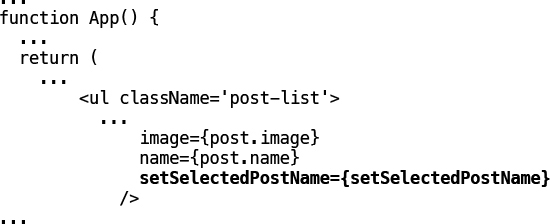 ...
function App() {
  ...
  return (
    ...
        <ul className='post-list'>
          ...
              image={post.image}
              name={post.name}
              setSelectedPostName={setSelectedPostName}
            />
...